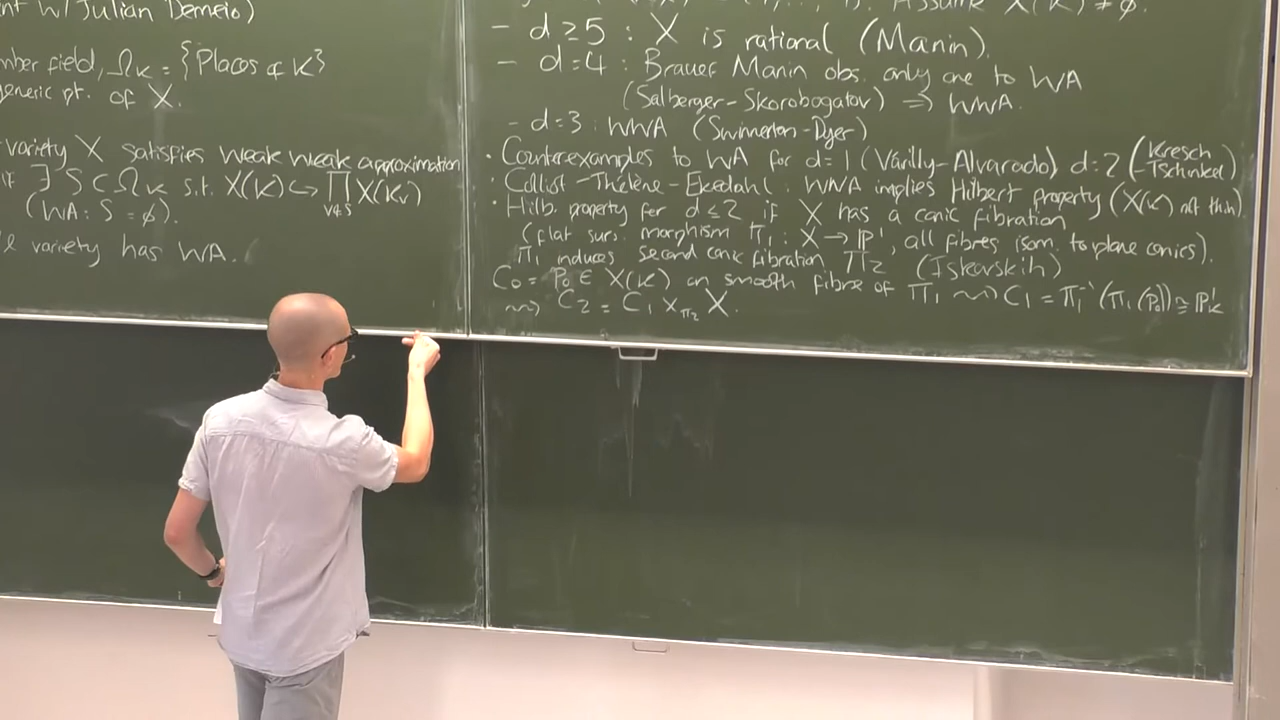 nt w/ Julian Demeio)
mber field, Ω_K = {Places of K}
generic pt. of X.
variety X satisfies weak weak approximation
if ∃ S ⊂ Ω_K s.t. X(K) ↪ ∏_{v∉S} X(K_v)
(WA: S = ∅).
variety has WA.
Assume X(K) ≠ ∅.
- d ≥ 5 : X is rational (Manin).
- d = 4 : Brauer Manin obs. only one to WA
(Salberger-Skorobogatov) ⇒ WWA.
- d = 3 : WWA (Swinnerton-Dyer)
· Counterexamples to WA for d = 1 (Várilly-Alvarado) d = 2 (Kresch-Tschinkel)
· Colliot-Thélène-Ekedahl : WWA implies Hilbert property (X(K) not thin)
· Hilb. property for d ≤ 2 if X has a conic fibration
(flat surj. morphism π₁ : X → P¹, all fibres isom. to plane conics).
π₁ induces second conic fibration π₂ (Iskovskih)
C₀ = P₀ ∈ X(K) on smooth fibre of π₁ ⇝ C₁ = π₁⁻¹(π₁(P₀)) ≅ P¹_K
⇝ C₂ = C₁ ×_{π₂} X.